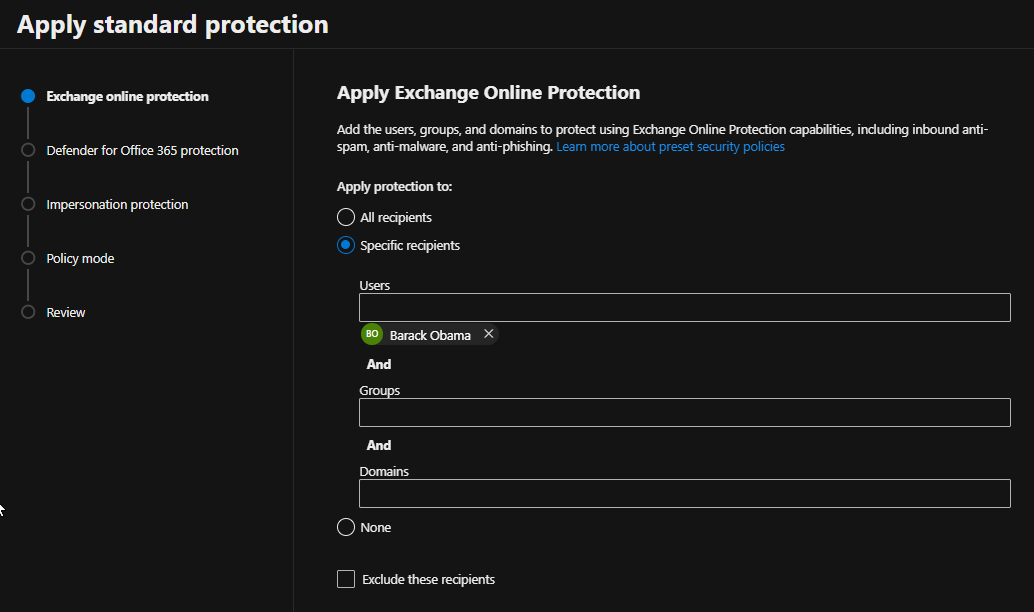 Apply standard protection
Exchange online protection
Defender for Office 365 protection
Impersonation protection
Policy mode
Review
Apply Exchange Online Protection
Add the users, groups, and domains to protect using Exchange Online Protection capabilities, including inbound anti-
spam, anti-malware, and anti-phishing. Learn more about preset security policies
Apply protection to:
All recipients
Specific recipients
Users
BO Barack Obama
And
Groups
And
Domains
None
Exclude these recipients